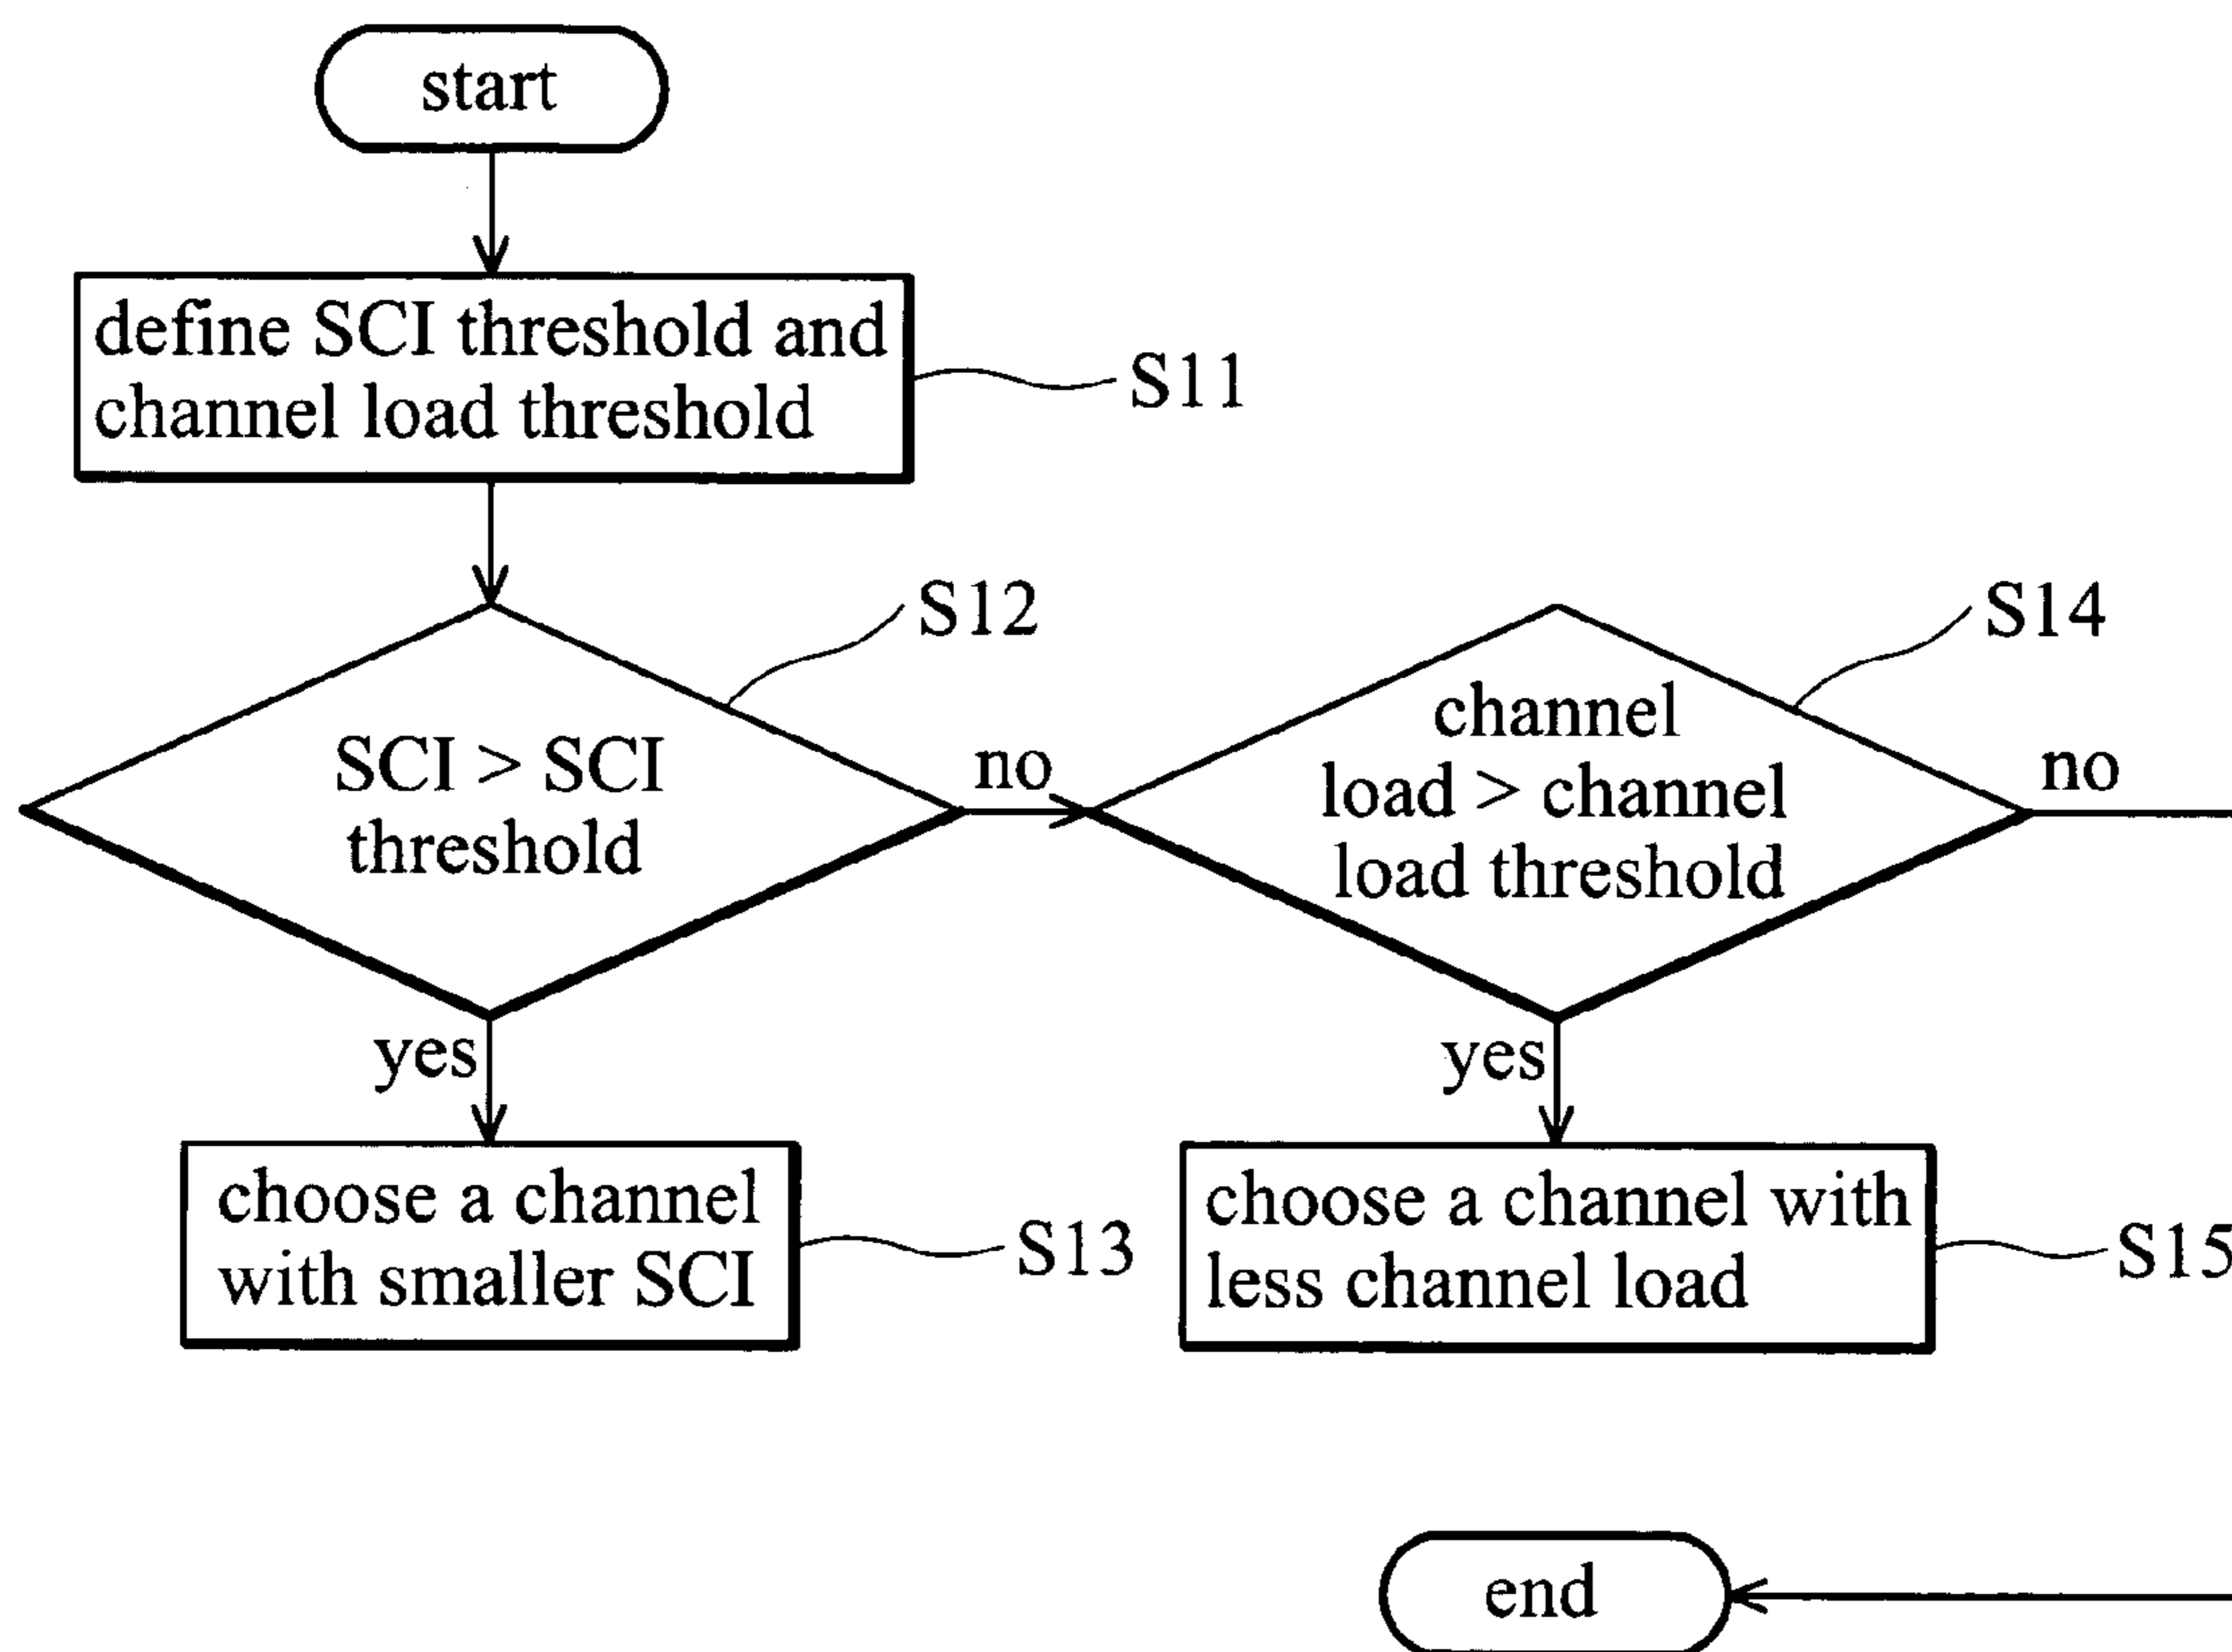 start
define SCI threshold and
channel load threshold
S11
S12
SCI > SCI
threshold
no
S14
channel
load > channel
load threshold
no
yes
yes
choose a channel
with smaller SCI
S13
choose a channel with
less channel load
S15
end